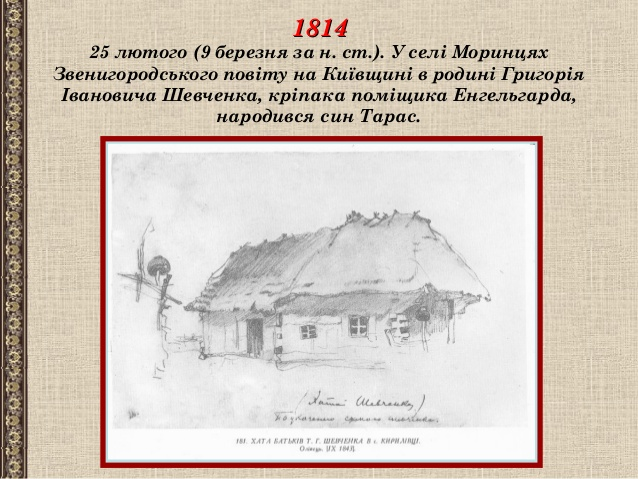 1814
25 лютого (9 березня за н. ст.). У селі Моринцях
Звенигородського повіту на Київщині в родині Григорія
Івановича Шевченка, кріпака поміщика Енгельгарда,
народився син Тарас.
(Хата Шевченка)
181. ХАТА БАТЬКІВ Т. Г. ШЕВЧЕНКА В с. КИРИЛІВЦІ.
Олівець. [IX 1843].